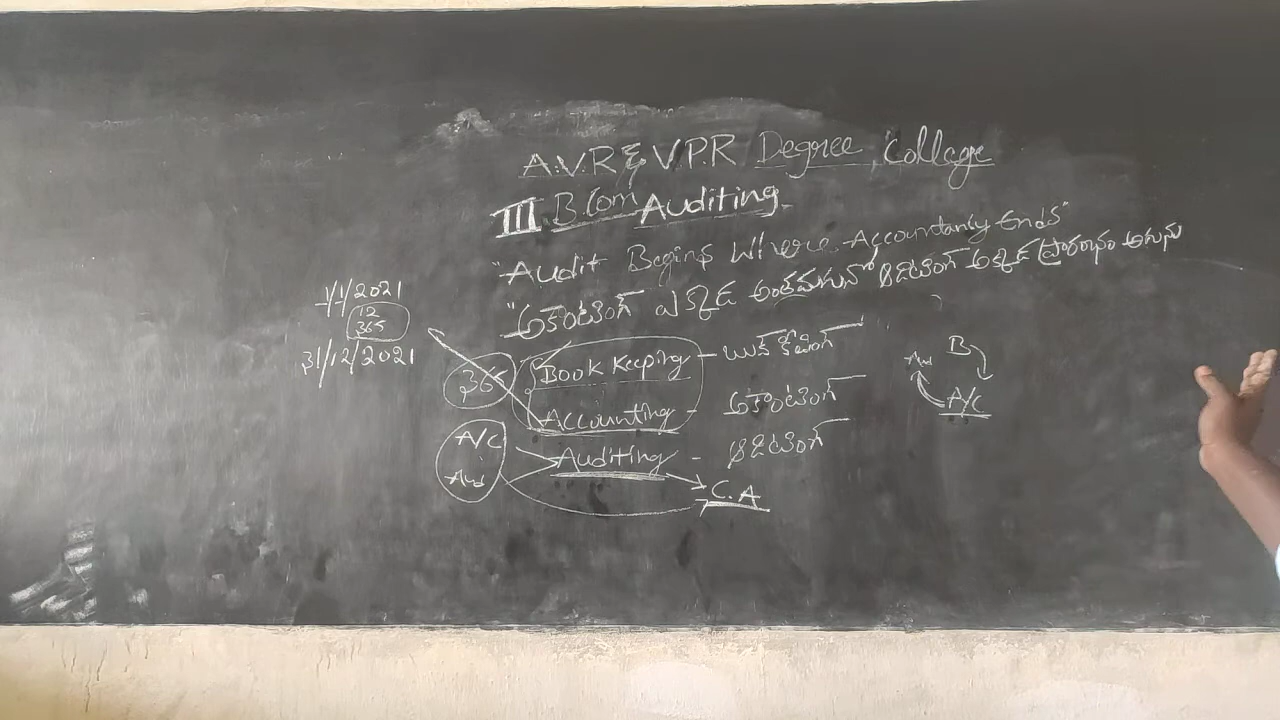 A.V.R & V.P.R Degree College
III B.Com Auditing
"Audit Begins Where Accountancy Ends"
"అకౌంటింగ్ ఎక్కడ అంతమగునో ఆడిటింగ్ అక్కడ ప్రారంభం అగును
1/1/2021
12
365
31/12/2021
365
Book Keeping - బుక్ కీపింగ్
Accounting - అకౌంటింగ్
A/C
Aud
Auditing - ఆడిటింగ్
C.A
B
Aud
A/C